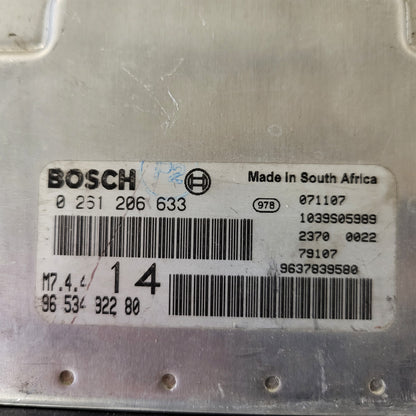 BOSCH Made in South Africa
0 261 206 633 978 071107
1039S05989
2370 0022
79107
9637839580
M7.4.4 14
96 534 922 80